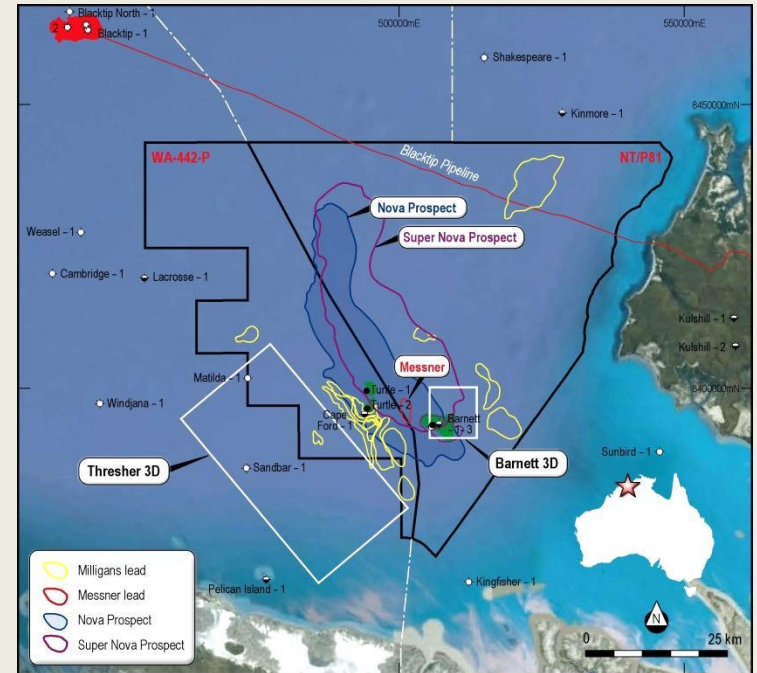 Blacktip North - 1
500000mE
550000mE
2
Blacktip - 1
Shakespeare - 1
8450000mN
Kinmore - 1
WA-442-P
Blacktip Pipeline
NT/P81
Nova Prospect
Super Nova Prospect
Weasel - 1
Cambridge - 1
Lacrosse - 1
Kulshill - 1
Kulshill - 2
Messner
Matilda - 1
Turtle - 1
8400000mN
Windjana - 1
Turtle - 2
Cape
Ford - 1
Barnett
Sunbird - 1
Thresher 3D
Sandbar - 1
Barnett 3D
Milligans lead
Messner lead
Nova Prospect
Super Nova Prospect
Pelican Island - 1
Kingfisher - 1
N
0
25 km